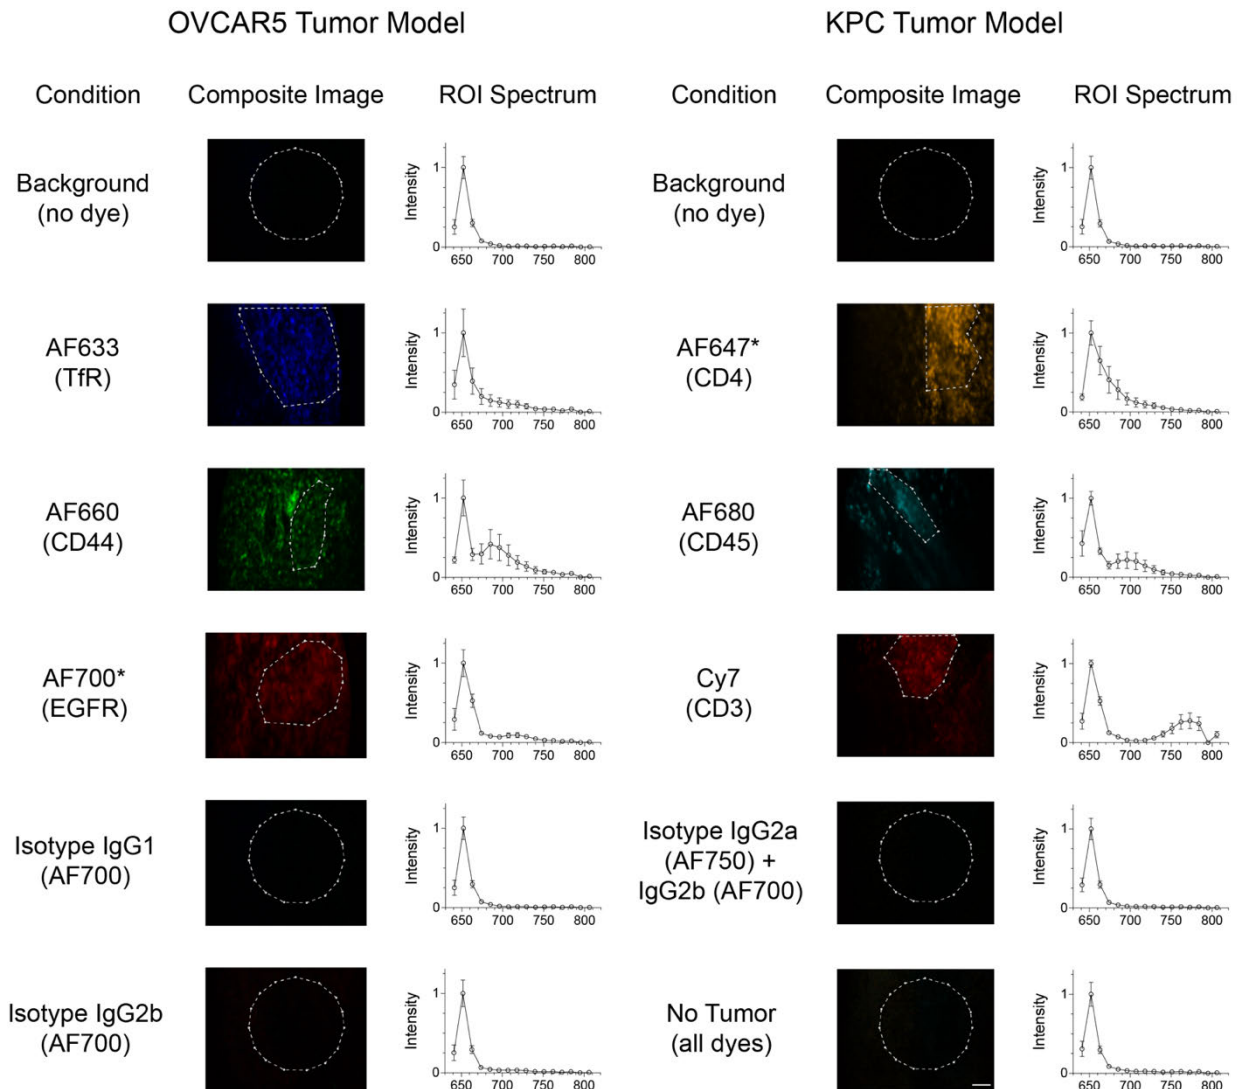 OVCAR5 Tumor Model
KPC Tumor Model
Condition
Composite Image
ROI Spectrum
Condition
Composite Image
ROI Spectrum
Background
(no dye)
Intensity
1
0
650 700 750 800
Background
(no dye)
Intensity
1
0
650 700 750 800
AF633
(TfR)
Intensity
1
0
650 700 750 800
AF647*
(CD4)
Intensity
1
0
650 700 750 800
AF660
(CD44)
Intensity
1
0
650 700 750 800
AF680
(CD45)
Intensity
1
0
650 700 750 800
AF700*
(EGFR)
Intensity
1
0
650 700 750 800
Cy7
(CD3)
Intensity
1
0
650 700 750 800
Isotype IgG1
(AF700)
Intensity
1
0
650 700 750 800
Isotype IgG2a
(AF750) +
IgG2b (AF700)
Intensity
1
0
650 700 750 800
Isotype IgG2b
(AF700)
Intensity
1
0
650 700 750 800
No Tumor
(all dyes)
Intensity
1
0
650 700 750 800